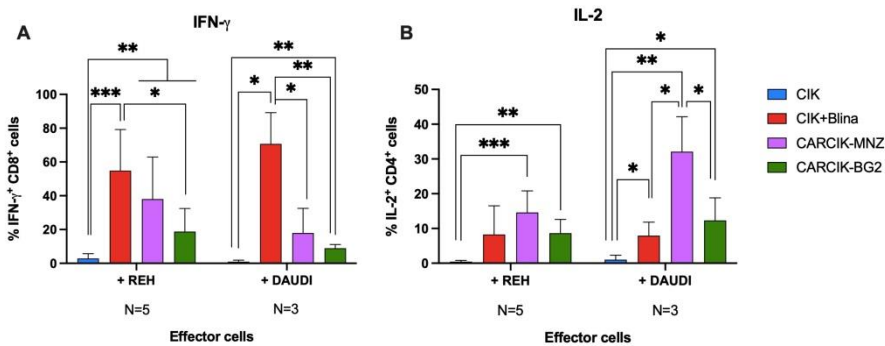 A
IFN-γ
**
**
**
***
*
*
*
% IFN-γ+ CD8+ cells
100
80
60
40
20
0
+ REH
+ DAUDI
N=5
N=3
Effector cells
B
IL-2
*
**
**
*
*
***
*
% IL-2+ CD4+ cells
50
40
30
20
10
0
+ REH
+ DAUDI
N=5
N=3
Effector cells
CIK
CIK+Blina
CARCIK-MNZ
CARCIK-BG2